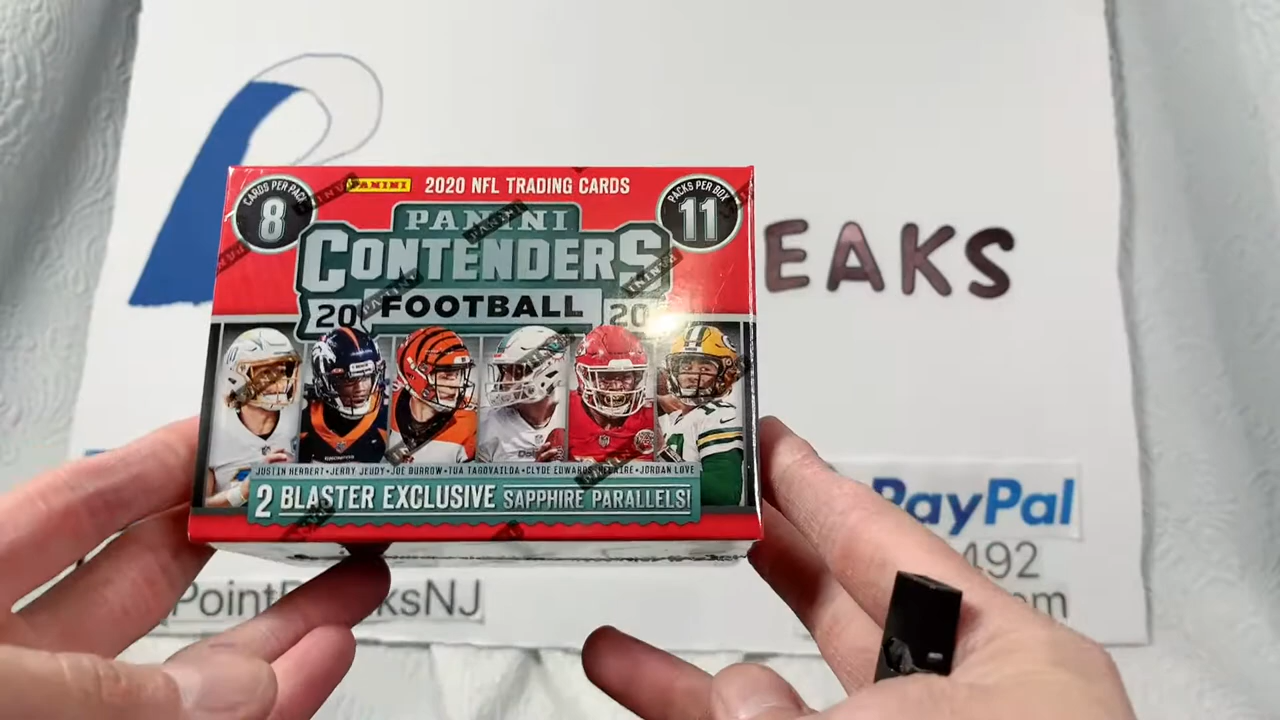 CARDS PER PACK
8
PANINI
2020 NFL TRADING CARDS
PACKS PER BOX
11
PANINI
CONTENDERS
20 FOOTBALL 20
JUSTIN HERBERT • JERRY JEUDY • JOE BURROW • TUA TAGOVAILOA • CLYDE EDWARDS-HELAIRE • JORDAN LOVE
2 BLASTER EXCLUSIVE SAPPHIRE PARALLELS!
EAKS
PayPal
492
Point
ksNJ